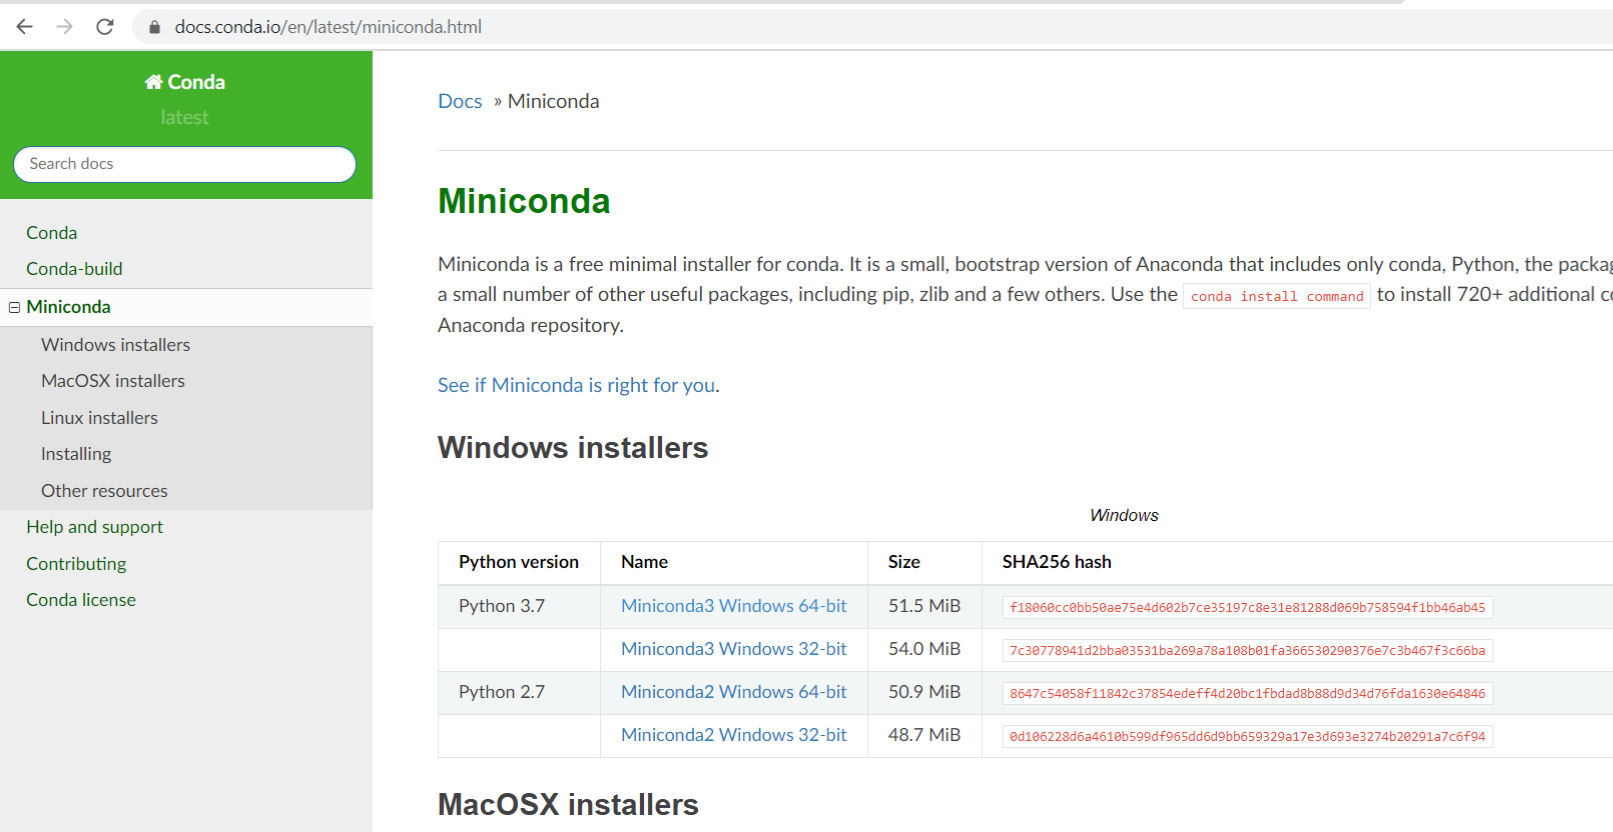 docs.conda.io/en/latest/miniconda.html
Conda
latest
Search docs
Conda
Conda-build
Miniconda
Windows installers
MacOSX installers
Linux installers
Installing
Other resources
Help and support
Contributing
Conda license
Docs » Miniconda
Miniconda
Miniconda is a free minimal installer for conda. It is a small, bootstrap version of Anaconda that includes only conda, Python, the
a small number of other useful packages, including pip, zlib and a few others. Use the conda install command to install 720+ additional
Anaconda repository.
See if Miniconda is right for you.
Windows installers
Windows
Python version Name Size SHA256 hash
Python 3.7 Miniconda3 Windows 64-bit 51.5 MiB f18060cc0bb50ae75e4d602b7ce35197c8e31e81288d069b758594f1bb46ab45
Miniconda3 Windows 32-bit 54.0 MiB 7c30778941d2bba03531ba269a78a108b01fa366530290376e7c3b467f3c66ba
Python 2.7 Miniconda2 Windows 64-bit 50.9 MiB 8647c54058f11842c37854edeff4d20bc1fbdad8b88d9d34d76fda1630e64846
Miniconda2 Windows 32-bit 48.7 MiB 0d106228d6a4610b599df965dd6d9bb659329a17e3d693e3274b20291a7c6f94
MacOSX installers